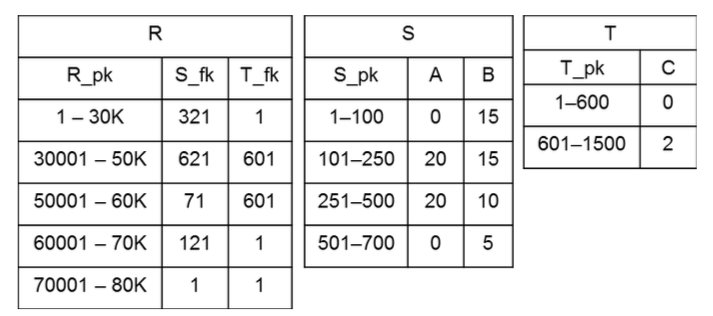 R
R_pk S_fk T_fk
1 – 30K 321 1
30001 – 50K 621 601
50001 – 60K 71 601
60001 – 70K 121 1
70001 – 80K 1 1
S
S_pk A B
1–100 0 15
101–250 20 15
251–500 20 10
501–700 0 5
T
T_pk C
1–600 0
601–1500 2